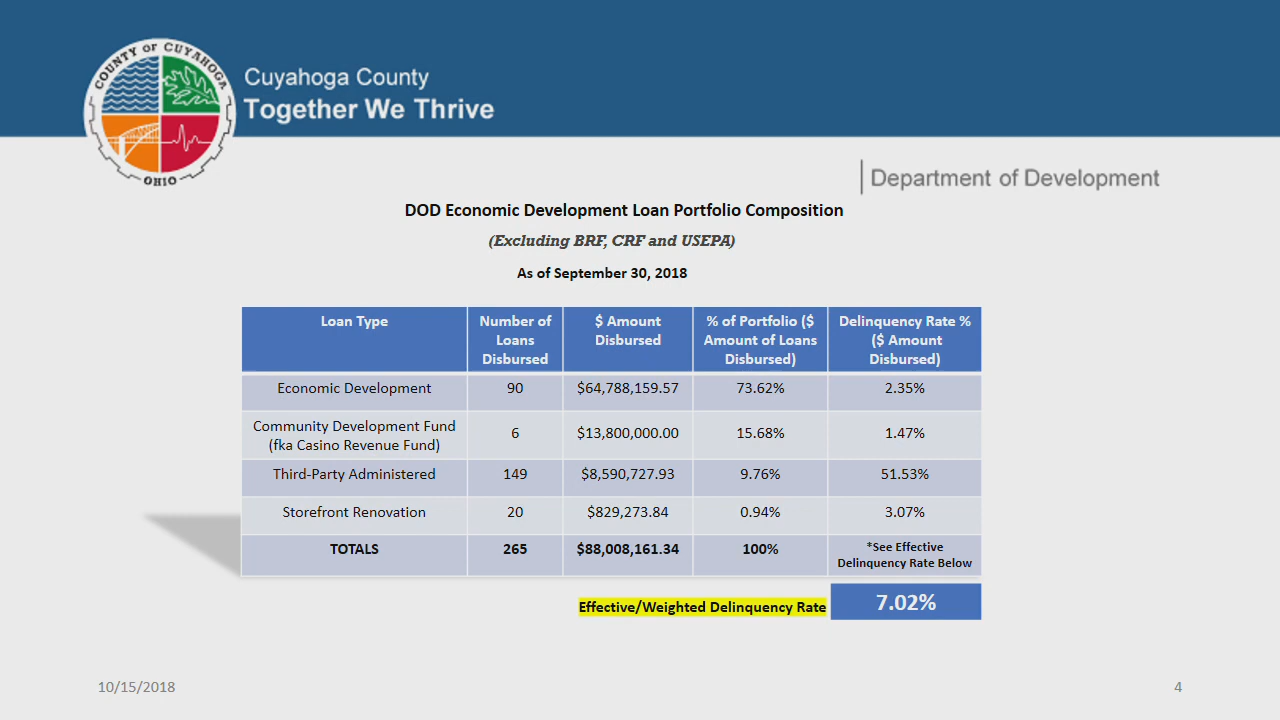 COUNTY OF CUYAHOGA
OHIO
Cuyahoga County
Together We Thrive
Department of Development
DOD Economic Development Loan Portfolio Composition
(Excluding BRF, CRF and USEPA)
As of September 30, 2018
Loan Type
Number of
Loans
Disbursed
$ Amount
Disbursed
% of Portfolio ($
Amount of Loans
Disbursed)
Delinquency Rate %
($ Amount
Disbursed)
Economic Development 90 $64,788,159.57 73.62% 2.35%
Community Development Fund
(fka Casino Revenue Fund) 6 $13,800,000.00 15.68% 1.47%
Third-Party Administered 149 $8,590,727.93 9.76% 51.53%
Storefront Renovation 20 $829,273.84 0.94% 3.07%
TOTALS 265 $88,008,161.34 100% *See Effective
Delinquency Rate Below
Effective/Weighted Delinquency Rate 7.02%
10/15/2018 4